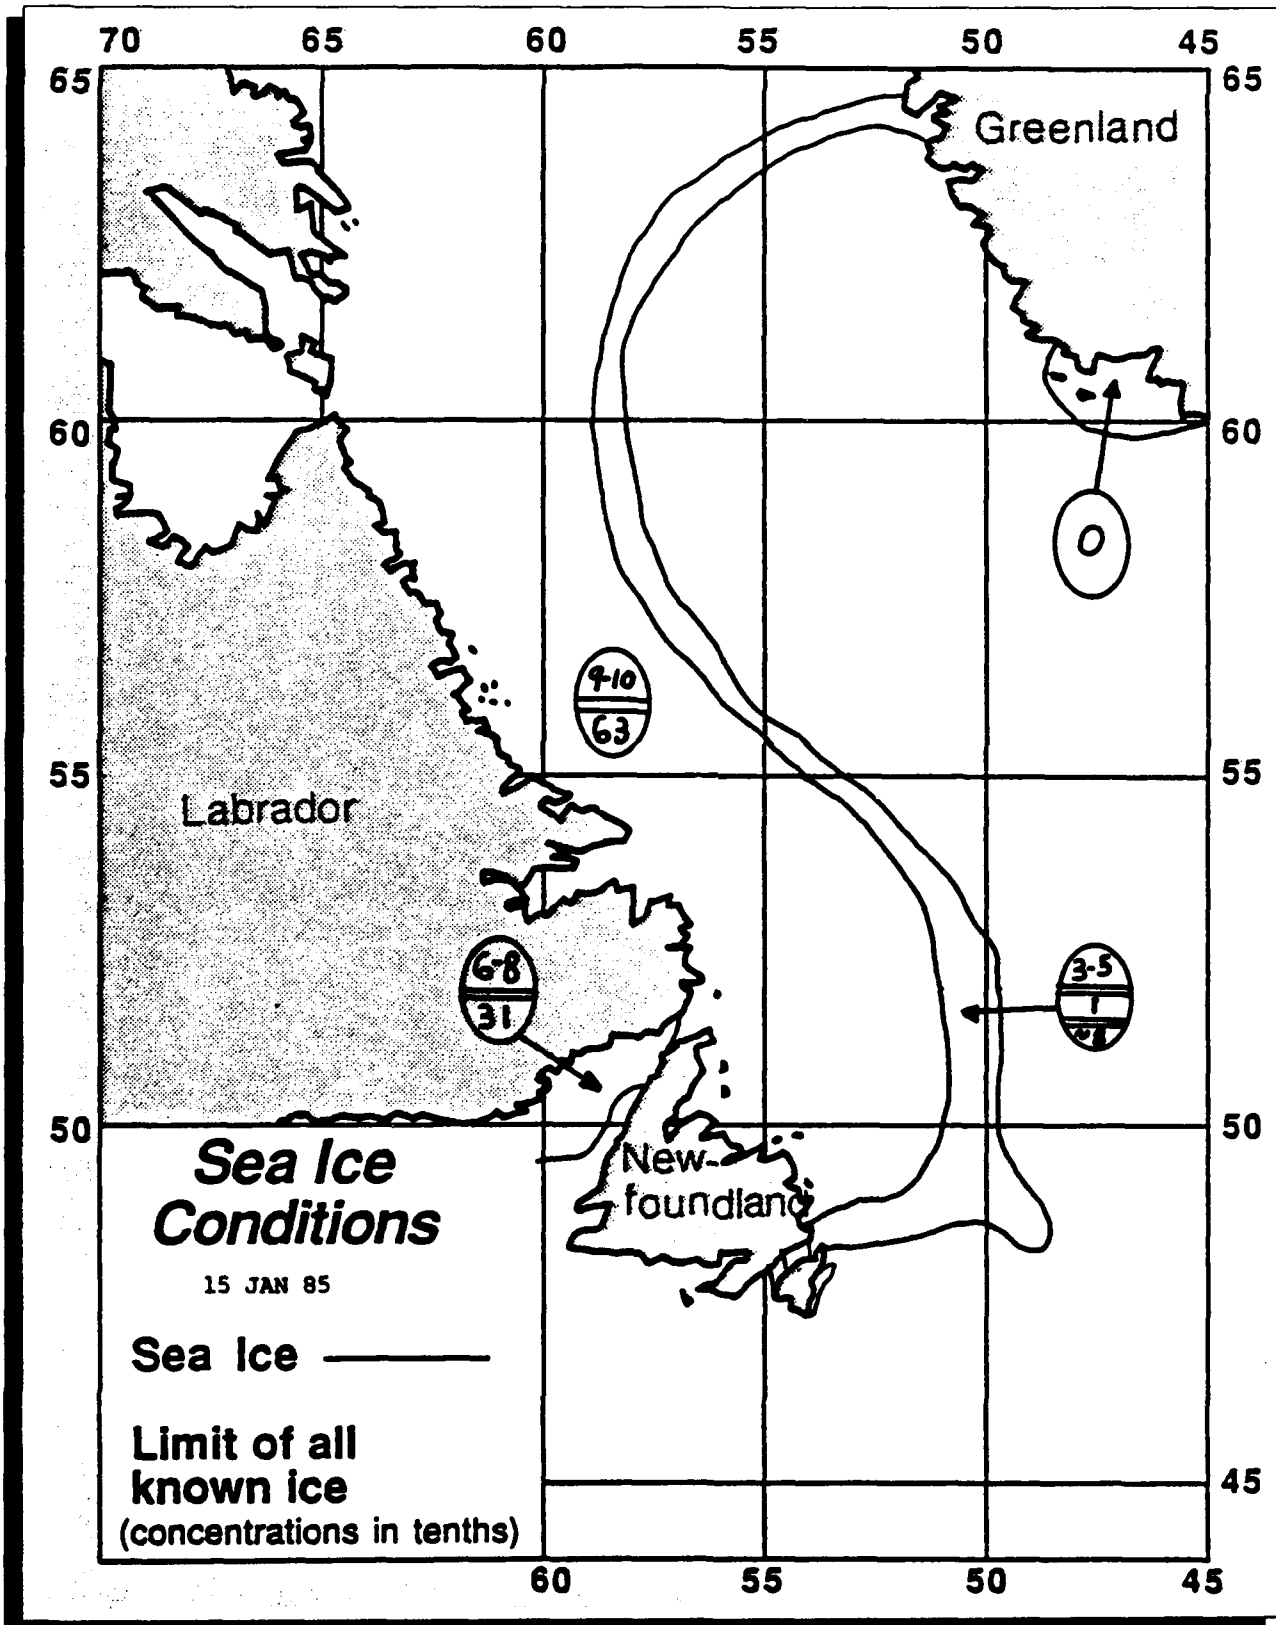 70 65 60 55 50 45
65 65
Greenland
60 60
0
9-10
63
55 55
Labrador
6-8
31
3-5
1
50 50
New-
foundland
Sea Ice
Conditions
15 JAN 85
Sea Ice
Limit of all
known ice
(concentrations in tenths)
45
60 55 50 45